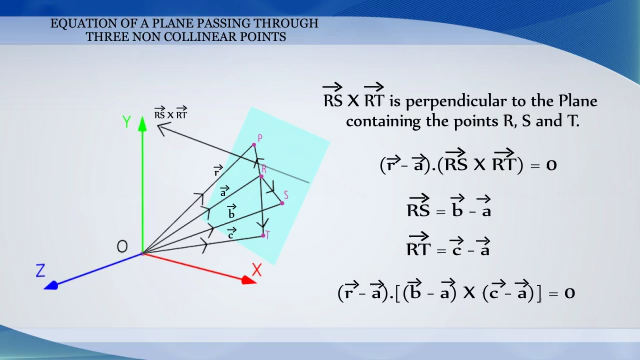 EQUATION OF A PLANE PASSING THROUGH
THREE NON COLLINEAR POINTS
RS⃗ X RT⃗ is perpendicular to the Plane
containing the points R, S and T.
(r⃗ - a⃗).(RS⃗ X RT⃗) = 0
RS⃗ = b⃗ - a⃗
RT⃗ = c⃗ - a⃗
(r⃗ - a⃗).[(b⃗ - a⃗) X (c⃗ - a⃗)] = 0
Y
RS⃗ X RT⃗
P
r⃗
R
a⃗
S
b⃗
c⃗
T
O
Z
X